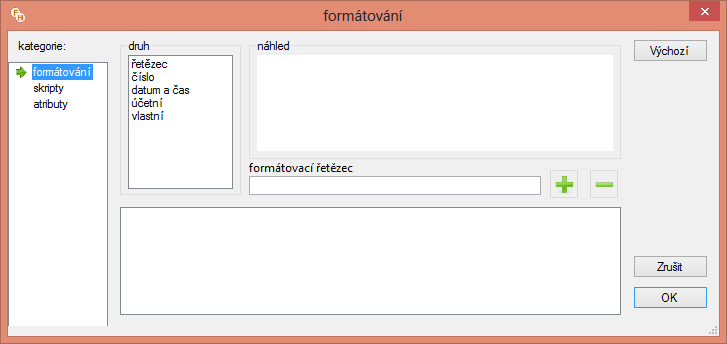 formátování
kategorie:
formátování
skripty
atributy
druh
řetězec
číslo
datum a čas
účetní
vlastní
náhled
formátovací řetězec
Výchozí
Zrušit
OK